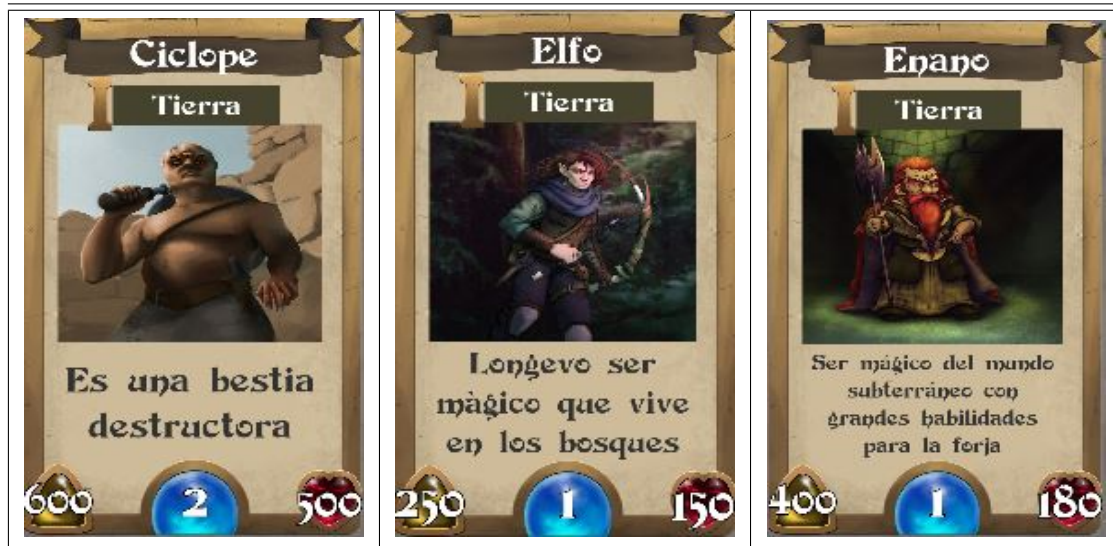 Ciclope
Tierra
Es una bestia
destructora
600
2
500
Elfo
Tierra
Longevo ser
màgico que vive
en los bosques
250
1
150
Enano
Tierra
Ser mágico del mundo
subterráneo con
grandes habilidades
para la forja
400
1
180